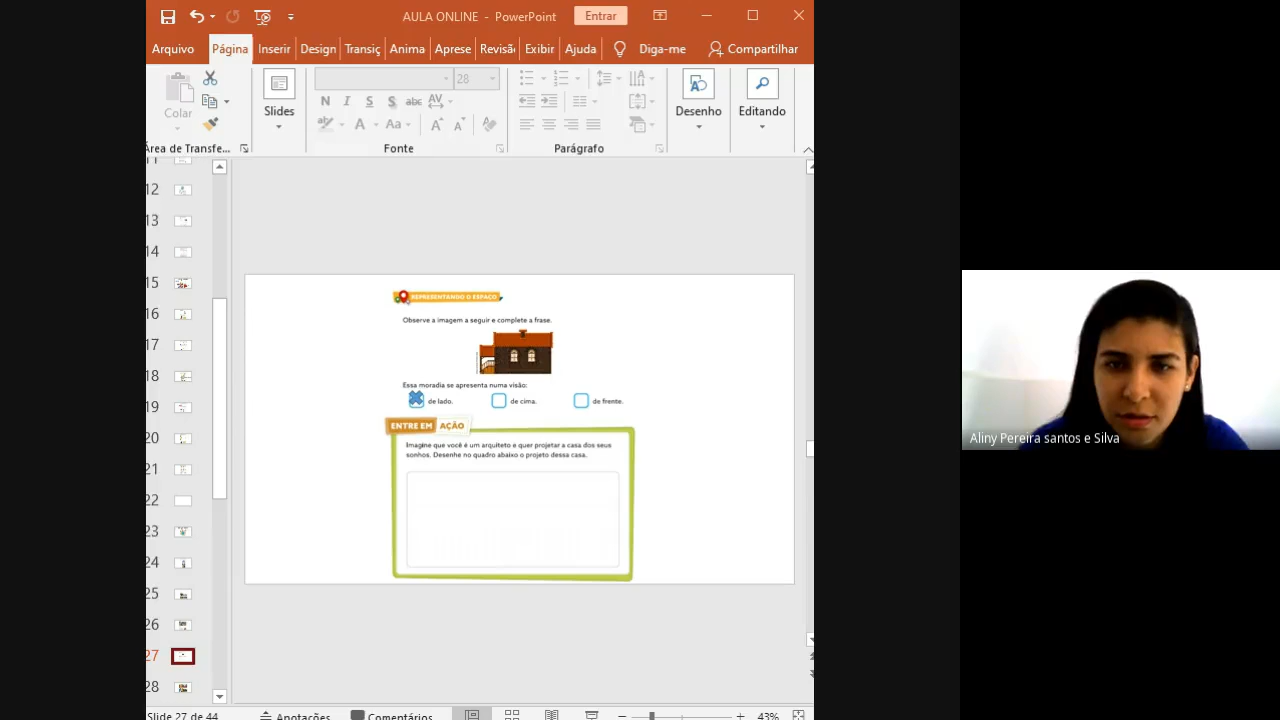 AULA ONLINE - PowerPoint
Entrar
Arquivo
Página
Inserir
Design
Transiç
Anima
Aprese
Revisã
Exibir
Ajuda
Diga-me
Compartilhar
Colar
Slides
28
N I S S abc AV
A Aa A A
Desenho
Editando
Área de Transfe...
Fonte
Parágrafo
11
12
13
14
15
16
17
18
19
20
21
22
23
24
25
26
27
28
REPRESENTANDO O ESPAÇO
Observe a imagem a seguir e complete a frase.
Essa moradia se apresenta numa visão:
de lado.
de cima.
de frente.
ENTRE EM AÇÃO
Imagine que você é um arquiteto e quer projetar a casa dos seus
sonhos. Desenhe no quadro abaixo o projeto dessa casa.
Aliny Pereira santos e Silva
Slide 27 de 44
Anotações
Comentários
43%